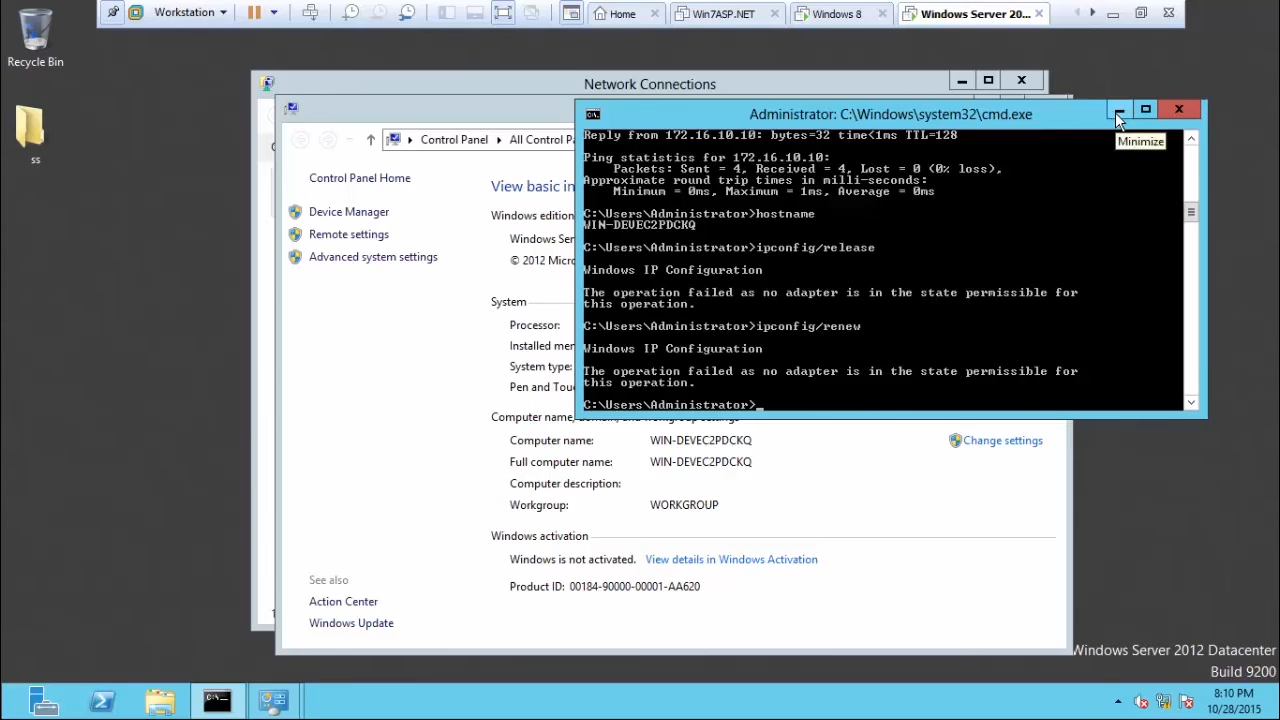 Workstation
Home
Win7ASP.NET
Windows 8
Windows Server 20...
Recycle Bin
ss
Network Connections
Control Panel
All Control Pa
Control Panel Home
Device Manager
Remote settings
Advanced system settings
See also
Action Center
Windows Update
View basic in
Windows edition
Windows Ser
© 2012 Micro
System
Processor:
Installed mem
System type:
Pen and Touc
Computer name, domain, and workgroup settings
Computer name: WIN-DEVEC2PDCKQ
Change settings
Full computer name: WIN-DEVEC2PDCKQ
Computer description:
Workgroup: WORKGROUP
Windows activation
Windows is not activated. View details in Windows Activation
Product ID: 00184-90000-00001-AA620
Administrator: C:\Windows\system32\cmd.exe
Minimize
Reply from 172.16.10.10: bytes=32 time<1ms TTL=128
Ping statistics for 172.16.10.10:
Packets: Sent = 4, Received = 4, Lost = 0 (0% loss),
Approximate round trip times in milli-seconds:
Minimum = 0ms, Maximum = 1ms, Average = 0ms
C:\Users\Administrator>hostname
WIN-DEVEC2PDCKQ
C:\Users\Administrator>ipconfig/release
Windows IP Configuration
The operation failed as no adapter is in the state permissible for
this operation.
C:\Users\Administrator>ipconfig/renew
Windows IP Configuration
The operation failed as no adapter is in the state permissible for
this operation.
C:\Users\Administrator>_
Windows Server 2012 Datacenter
Build 9200
8:10 PM
10/28/2015